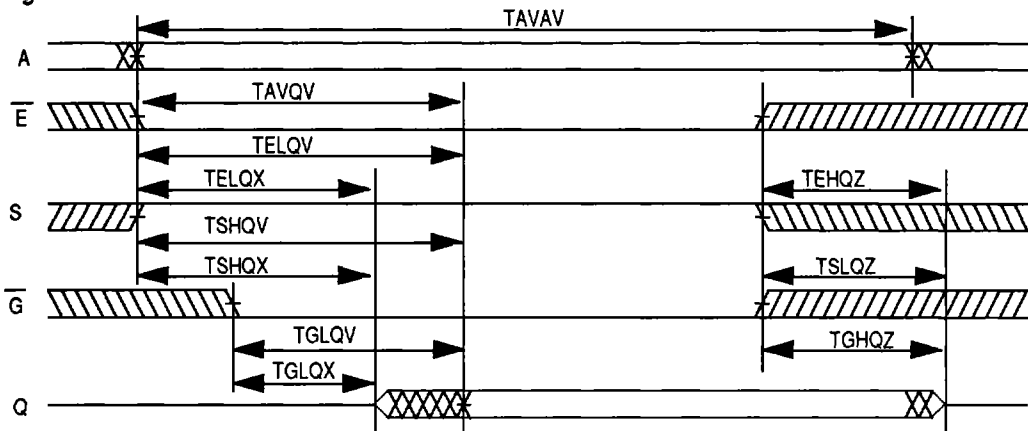 TAVAV
A
TAVQV
E
TELQV
TELQX
TEHQZ
S
TSHQV
TSHQX
TSLQZ
G
TGLQV
TGHQZ
TGLQX
Q